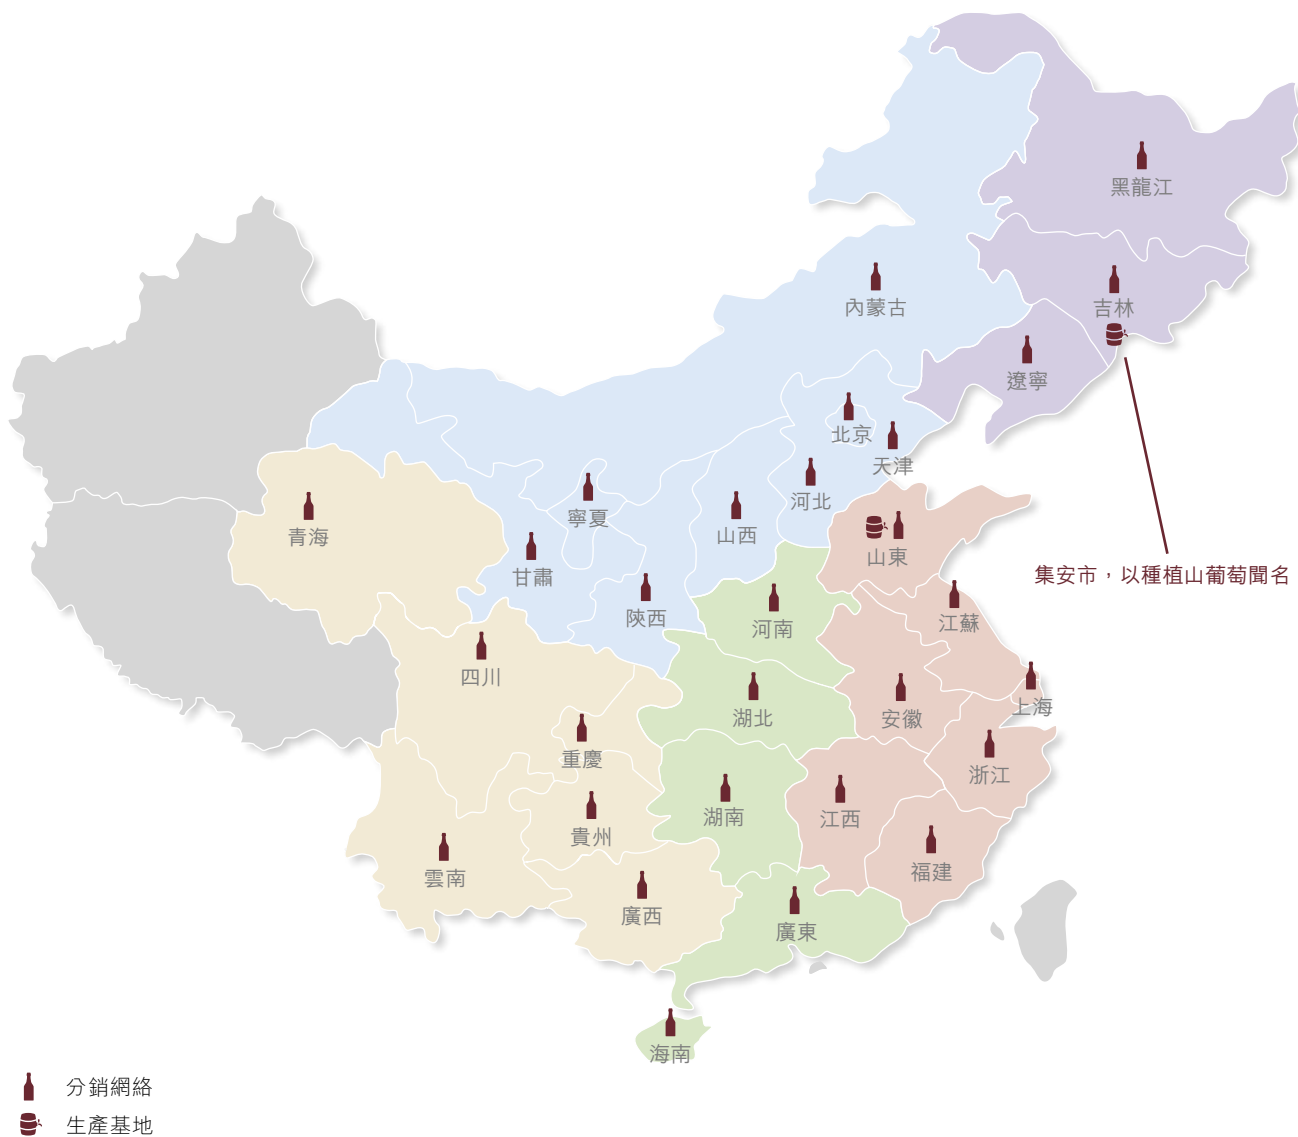 黑龍江
內蒙古
吉林
遼寧
北京
天津
河北
寧夏
山西
青海
山東
甘肅
集安市，以種植山葡萄聞名
陝西
河南
江蘇
四川
上海
湖北
安徽
重慶
浙江
湖南
江西
貴州
福建
雲南
廣西
廣東
海南
分銷網絡
生產基地